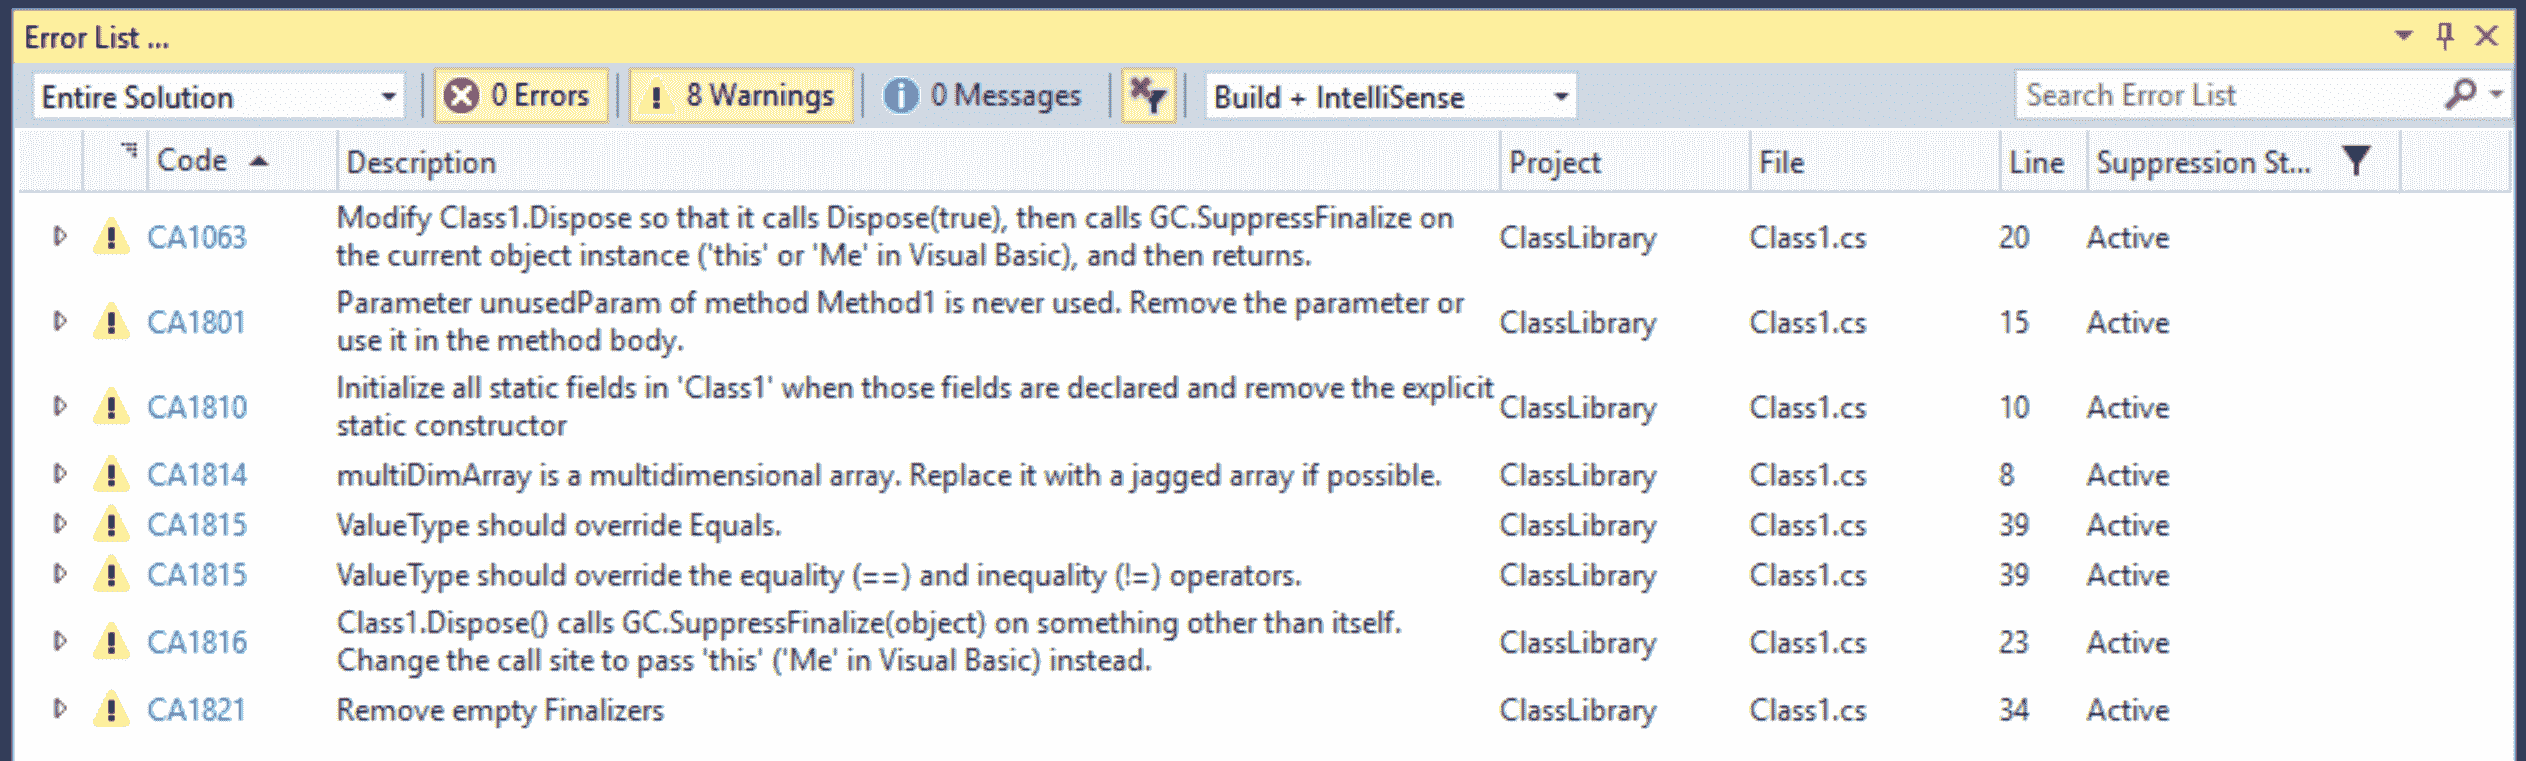 Error List ...
Entire Solution 0 Errors 8 Warnings 0 Messages Build + IntelliSense Search Error List
Code Description Project File Line Suppression St...
CA1063 Modify Class1.Dispose so that it calls Dispose(true), then calls GC.SuppressFinalize on
the current object instance ('this' or 'Me' in Visual Basic), and then returns. ClassLibrary Class1.cs 20 Active
CA1801 Parameter unusedParam of method Method1 is never used. Remove the parameter or
use it in the method body. ClassLibrary Class1.cs 15 Active
CA1810 Initialize all static fields in 'Class1' when those fields are declared and remove the explicit
static constructor ClassLibrary Class1.cs 10 Active
CA1814 multiDimArray is a multidimensional array. Replace it with a jagged array if possible. ClassLibrary Class1.cs 8 Active
CA1815 ValueType should override Equals. ClassLibrary Class1.cs 39 Active
CA1815 ValueType should override the equality (==) and inequality (!=) operators. ClassLibrary Class1.cs 39 Active
CA1816 Class1.Dispose() calls GC.SuppressFinalize(object) on something other than itself.
Change the call site to pass 'this' ('Me' in Visual Basic) instead. ClassLibrary Class1.cs 23 Active
CA1821 Remove empty Finalizers ClassLibrary Class1.cs 34 Active